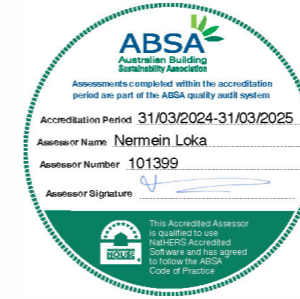 ABSA
Australian Building
Sustainability Association
Assessments completed within the accreditation
period are part of the ABSA quality audit system
Accreditation Period 31/03/2024-31/03/2025
Assessor Name Nermein Loka
Assessor Number 101399
Assessor Signature
HOUSE
This Accredited Assessor
is qualified to use
NatHERS Accredited
Software and has agreed
to follow the ABSA
Code of Practice